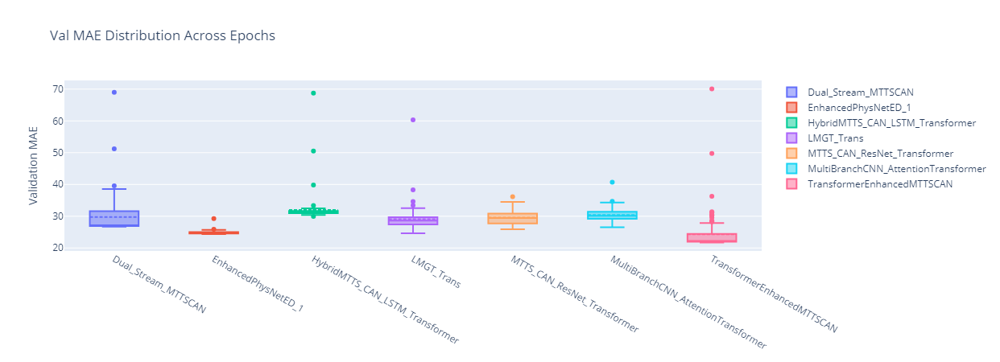 Val MAE Distribution Across Epochs
Validation MAE
70
60
50
40
30
20
Dual_Stream_MTTSCAN
EnhancedPhysNetED_1
HybridMTTS_CAN_LSTM_Transformer
LMGT_Trans
MTTS_CAN_ResNet_Transformer
MultiBranchCNN_AttentionTransformer
TransformerEnhancedMTTSCAN
Dual_Stream_MTTSCAN
EnhancedPhysNetED_1
HybridMTTS_CAN_LSTM_Transformer
LMGT_Trans
MTTS_CAN_ResNet_Transformer
MultiBranchCNN_AttentionTransformer
TransformerEnhancedMTTSCAN